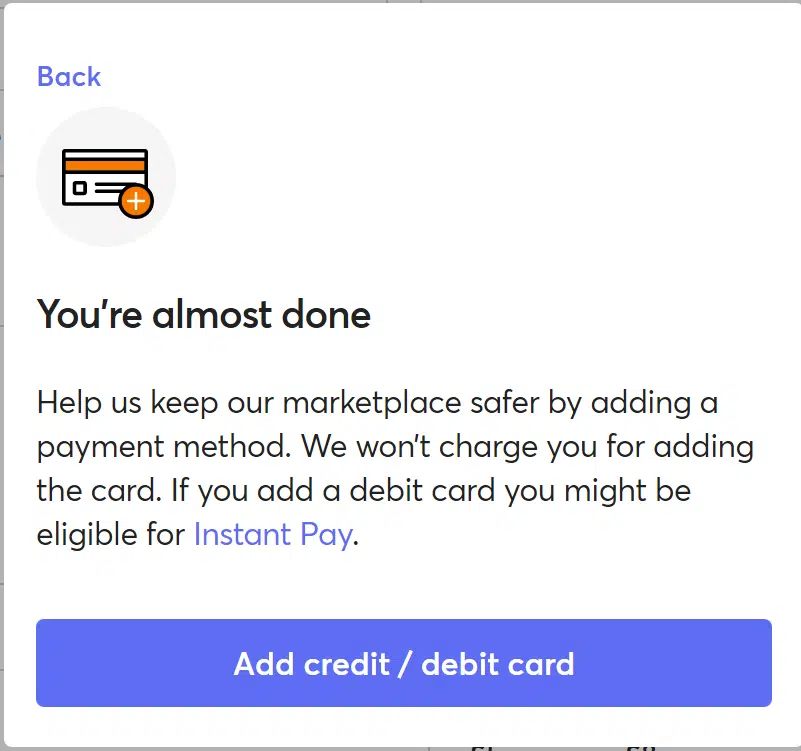 Back
You're almost done
Help us keep our marketplace safer by adding a
payment method. We won't charge you for adding
the card. If you add a debit card you might be
eligible for Instant Pay.
Add credit / debit card